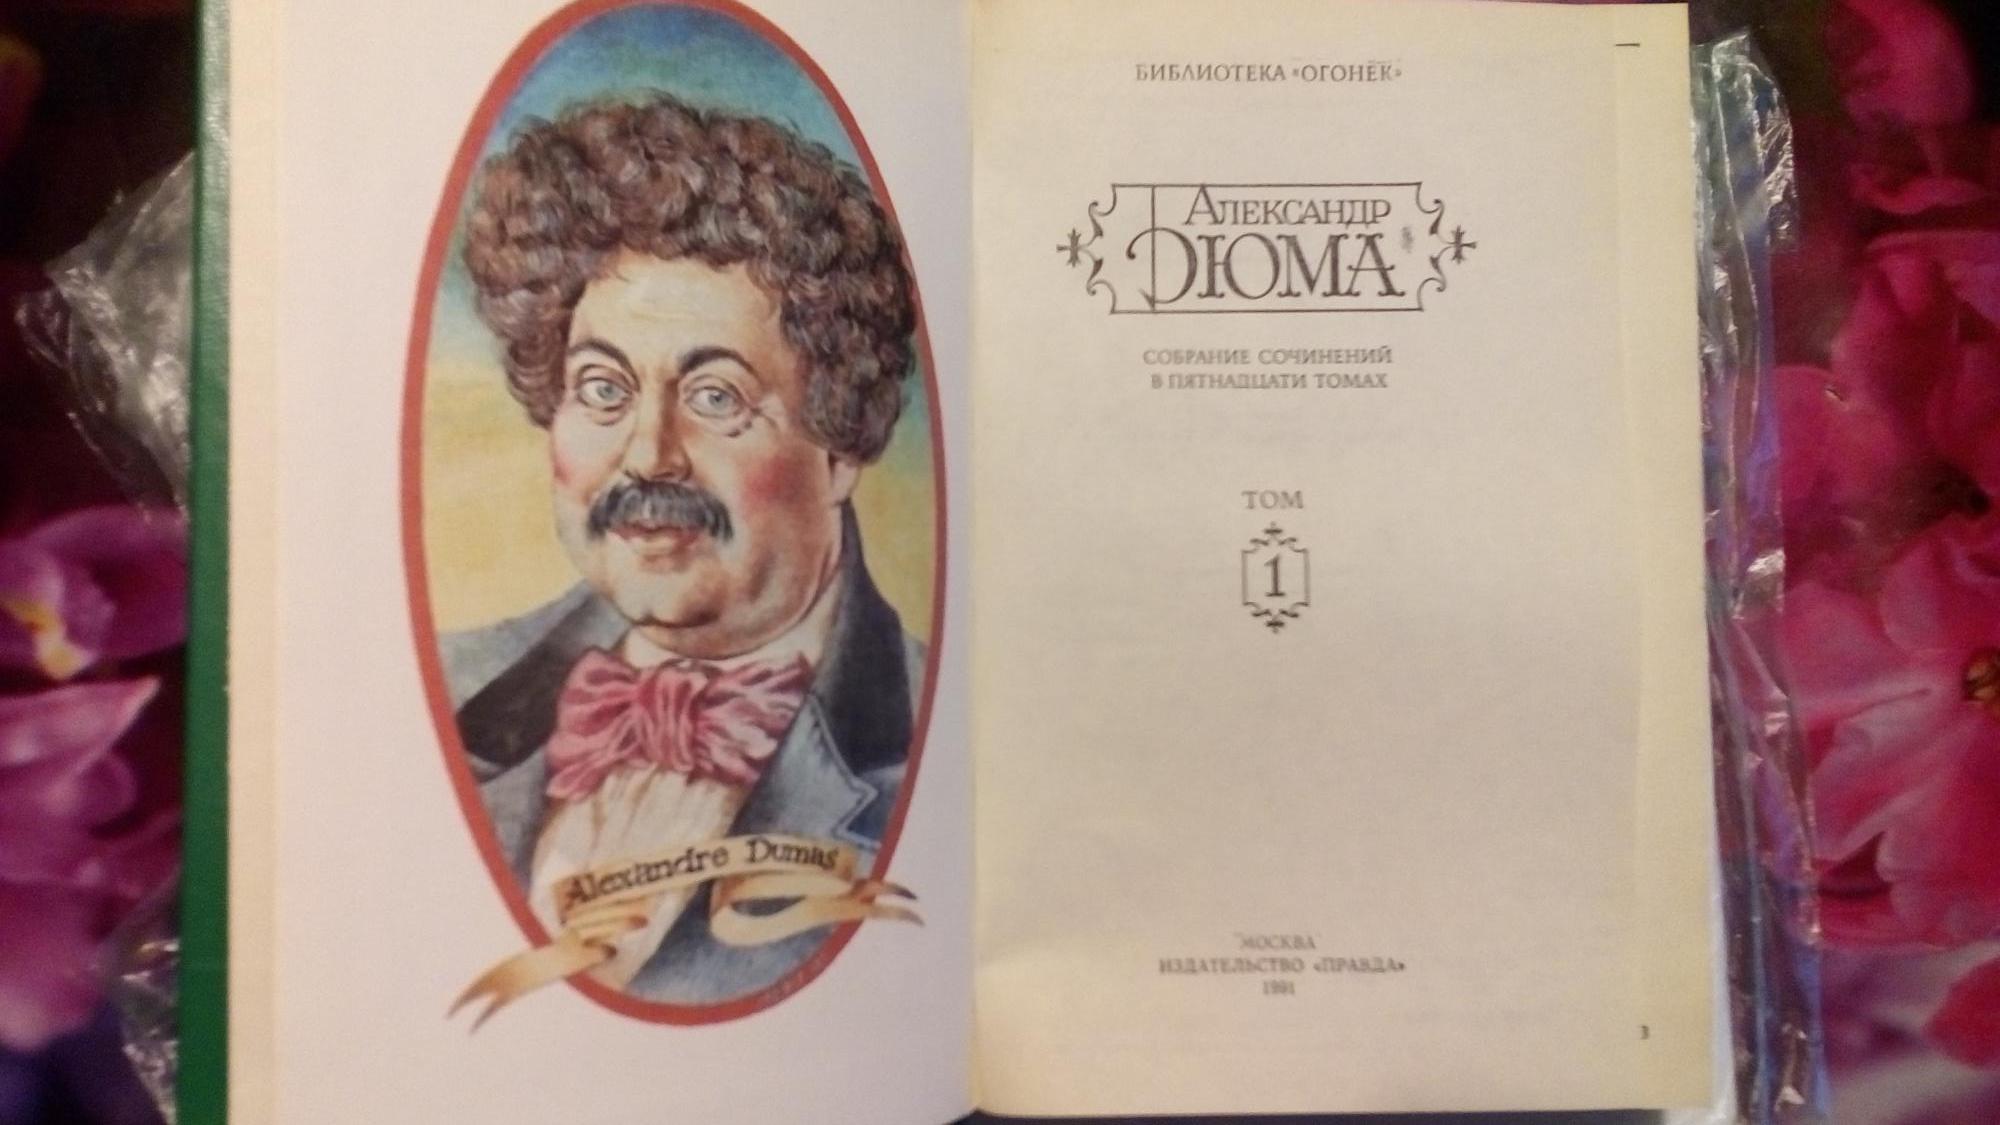 Alexandre Dumas
БИБЛИОТЕКА «ОГОНЁК»
АЛЕКСАНДР
ДЮМА
СОБРАНИЕ СОЧИНЕНИЙ
В ПЯТНАДЦАТИ ТОМАХ
ТОМ
1
МОСКВА
ИЗДАТЕЛЬСТВО «ПРАВДА»
1991
3